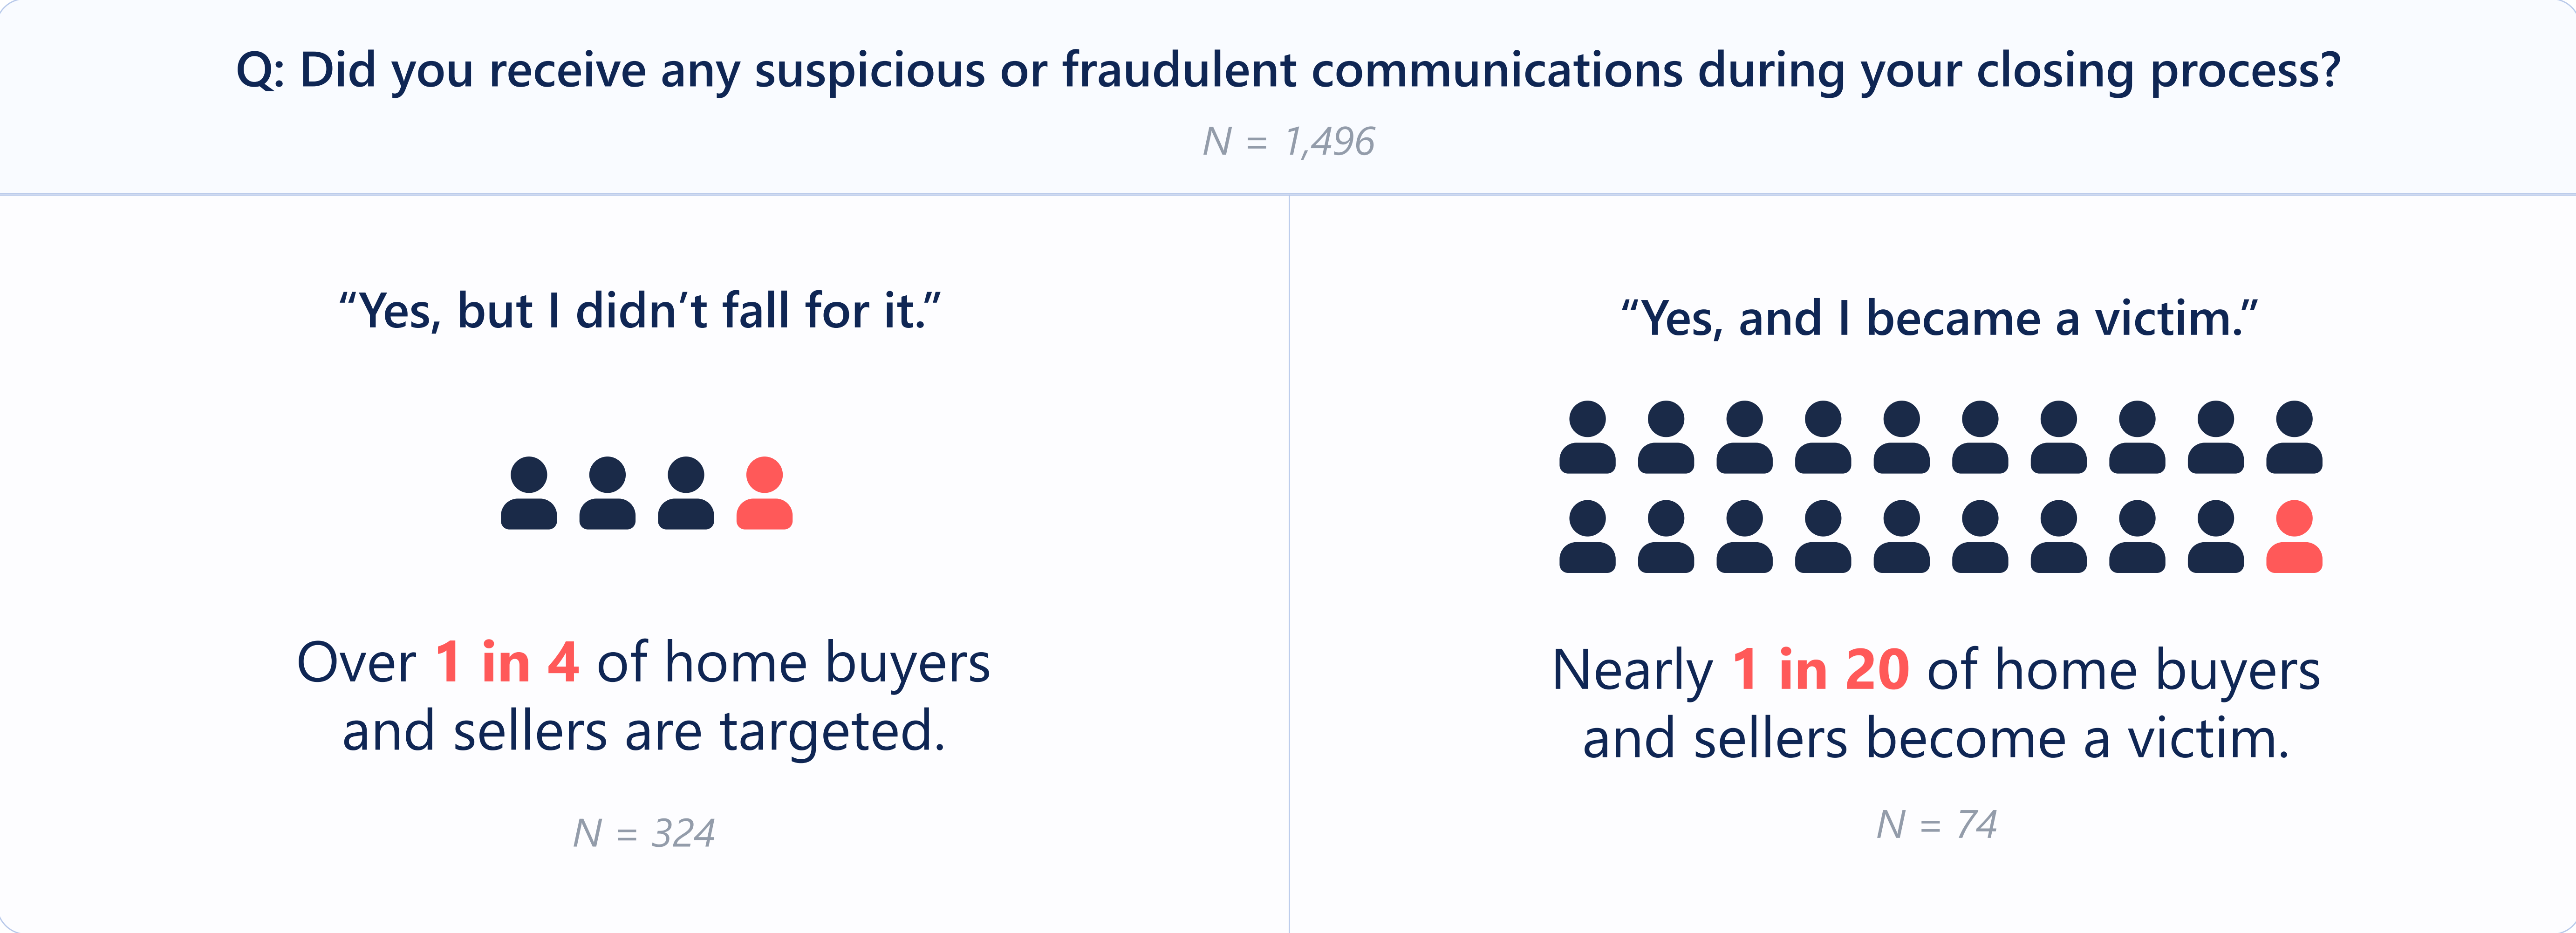 Q: Did you receive any suspicious or fraudulent communications during your closing process?
N = 1,496
“Yes, but I didn’t fall for it.”
Over 1 in 4 of home buyers
and sellers are targeted.
N = 324
“Yes, and I became a victim.”
Nearly 1 in 20 of home buyers
and sellers become a victim.
N = 74